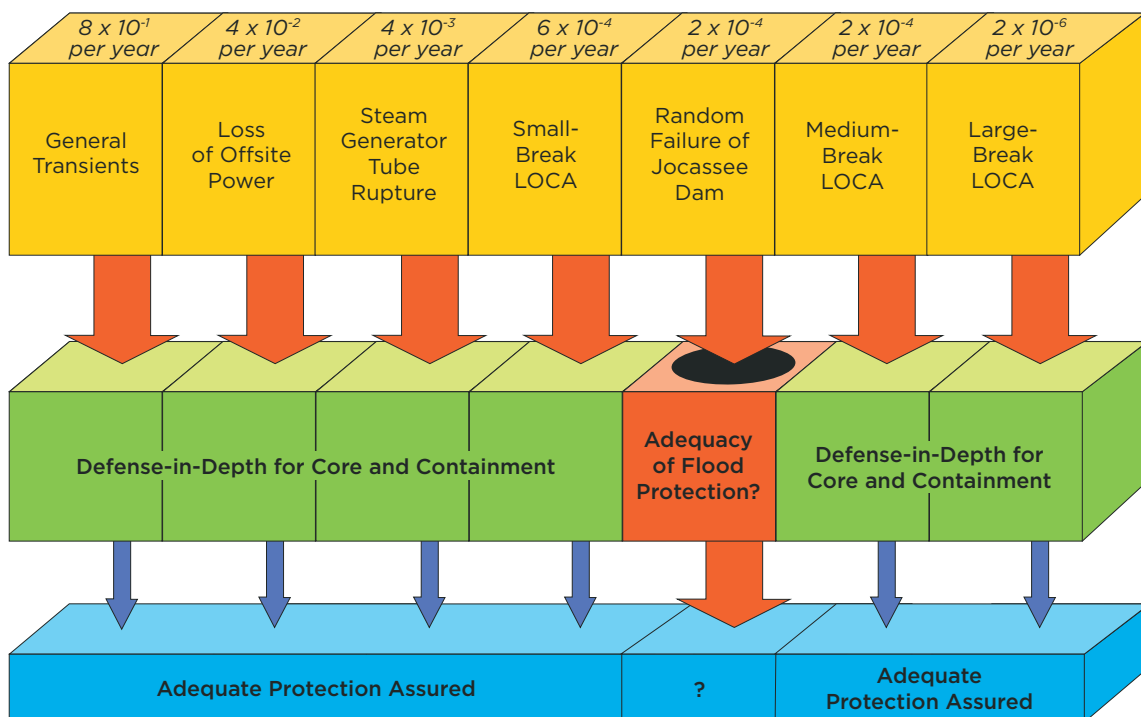 8 x 10⁻¹
per year
4 x 10⁻²
per year
4 x 10⁻³
per year
6 x 10⁻⁴
per year
2 x 10⁻⁴
per year
2 x 10⁻⁴
per year
2 x 10⁻⁶
per year
General
Transients
Loss
of Offsite
Power
Steam
Generator
Tube
Rupture
Small-
Break
LOCA
Random
Failure of
Jocassee
Dam
Medium-
Break
LOCA
Large-
Break
LOCA
Defense-in-Depth for Core and Containment
Adequacy
of Flood
Protection?
Defense-in-Depth for
Core and Containment
Adequate Protection Assured
?
Adequate
Protection Assured